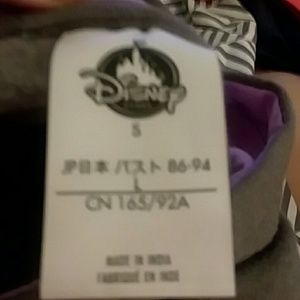 Disney
S
JP日本 バスト 86-94
L
CN 165/92A
MADE IN INDIA
FABRIQUÉ EN INDE